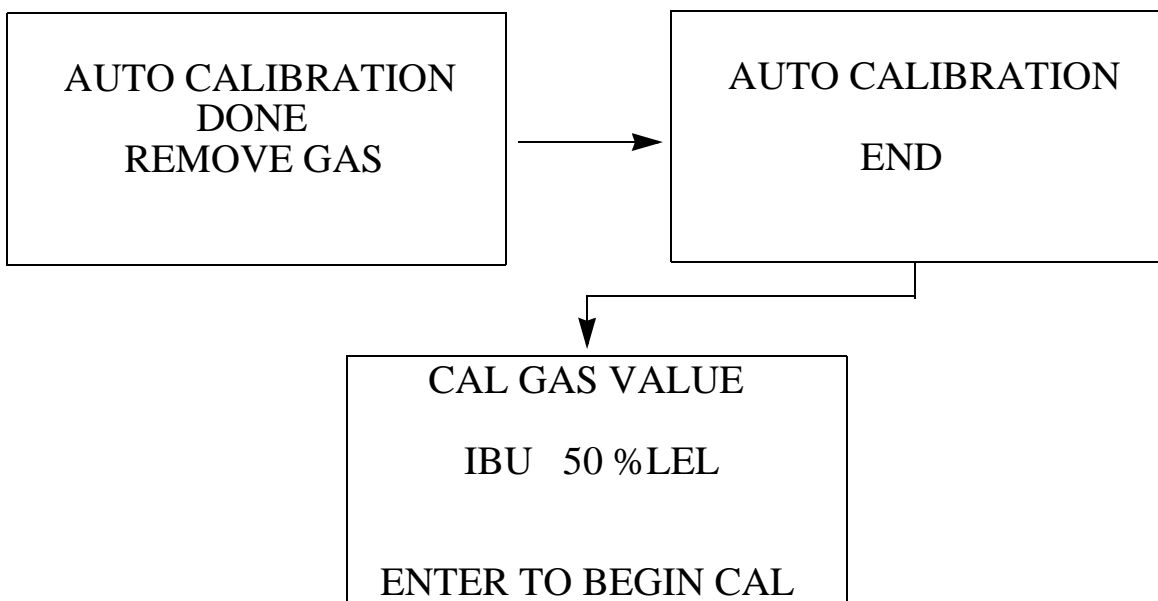 AUTO CALIBRATION
DONE
REMOVE GAS
AUTO CALIBRATION
END
CAL GAS VALUE
IBU 50 %LEL
ENTER TO BEGIN CAL